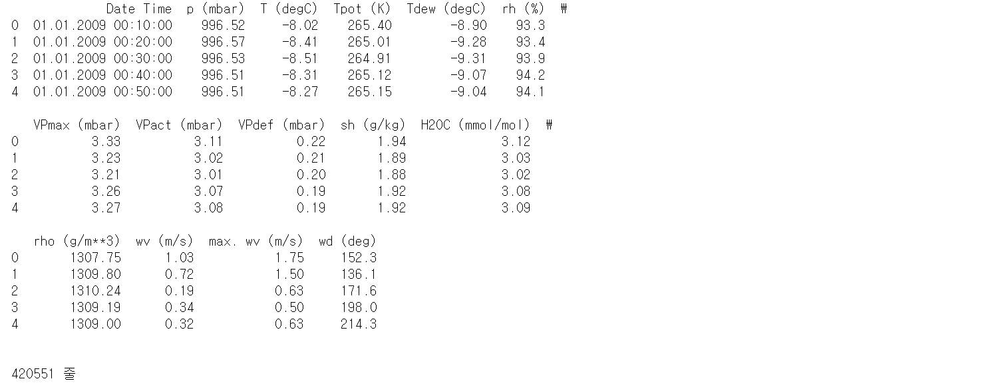 Date Time p (mbar) T (degC) Tpot (K) Tdew (degC) rh (%) ₩
0 01.01.2009 00:10:00 996.52 -8.02 265.40 -8.90 93.3
1 01.01.2009 00:20:00 996.57 -8.41 265.01 -9.28 93.4
2 01.01.2009 00:30:00 996.53 -8.51 264.91 -9.31 93.9
3 01.01.2009 00:40:00 996.51 -8.31 265.12 -9.07 94.2
4 01.01.2009 00:50:00 996.51 -8.27 265.15 -9.04 94.1
VPmax (mbar) VPact (mbar) VPdef (mbar) sh (g/kg) H2OC (mmol/mol) ₩
0 3.33 3.11 0.22 1.94 3.12
1 3.23 3.02 0.21 1.89 3.03
2 3.21 3.01 0.20 1.88 3.02
3 3.26 3.07 0.19 1.92 3.08
4 3.27 3.08 0.19 1.92 3.09
rho (g/m**3) wv (m/s) max. wv (m/s) wd (deg)
0 1307.75 1.03 1.75 152.3
1 1309.80 0.72 1.50 136.1
2 1310.24 0.19 0.63 171.6
3 1309.19 0.34 0.50 198.0
4 1309.00 0.32 0.63 214.3
420551 줄